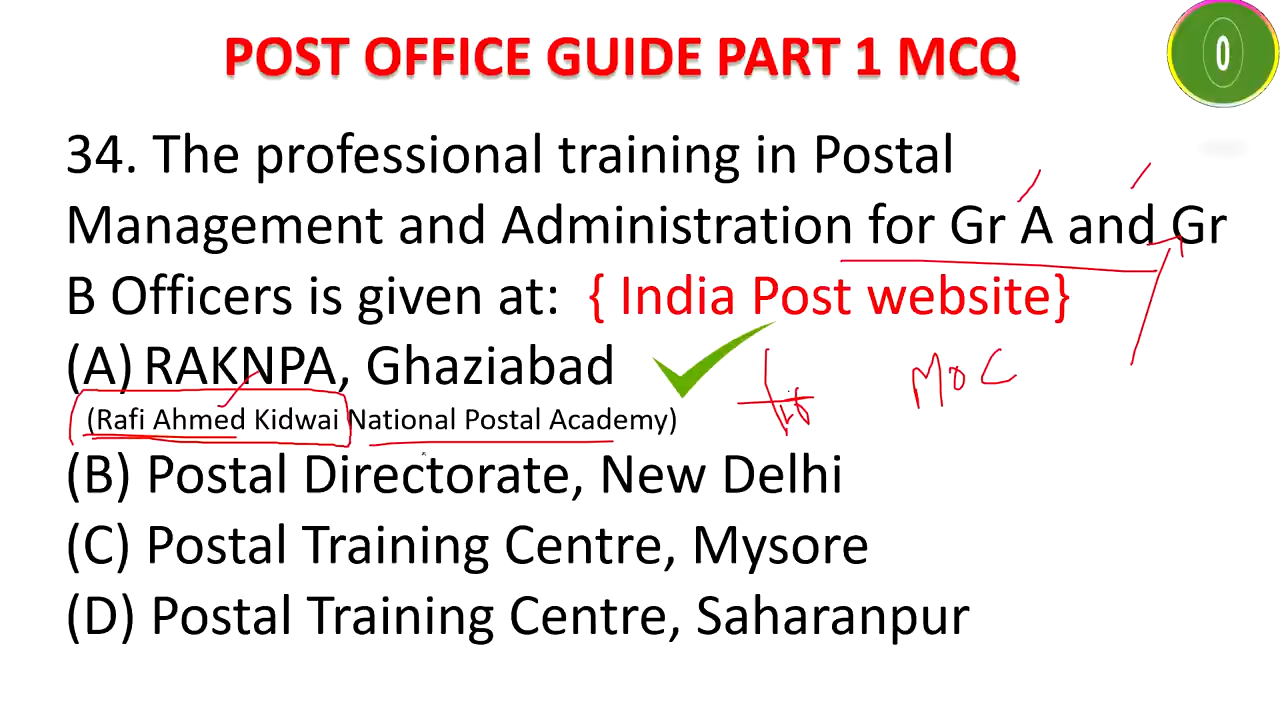 POST OFFICE GUIDE PART 1 MCQ
0
34. The professional training in Postal
Management and Administration for Gr A and Gr
B Officers is given at: { India Post website}
(A) RAKNPA, Ghaziabad
(Rafi Ahmed Kidwai National Postal Academy)
MoC
(B) Postal Directorate, New Delhi
(C) Postal Training Centre, Mysore
(D) Postal Training Centre, Saharanpur